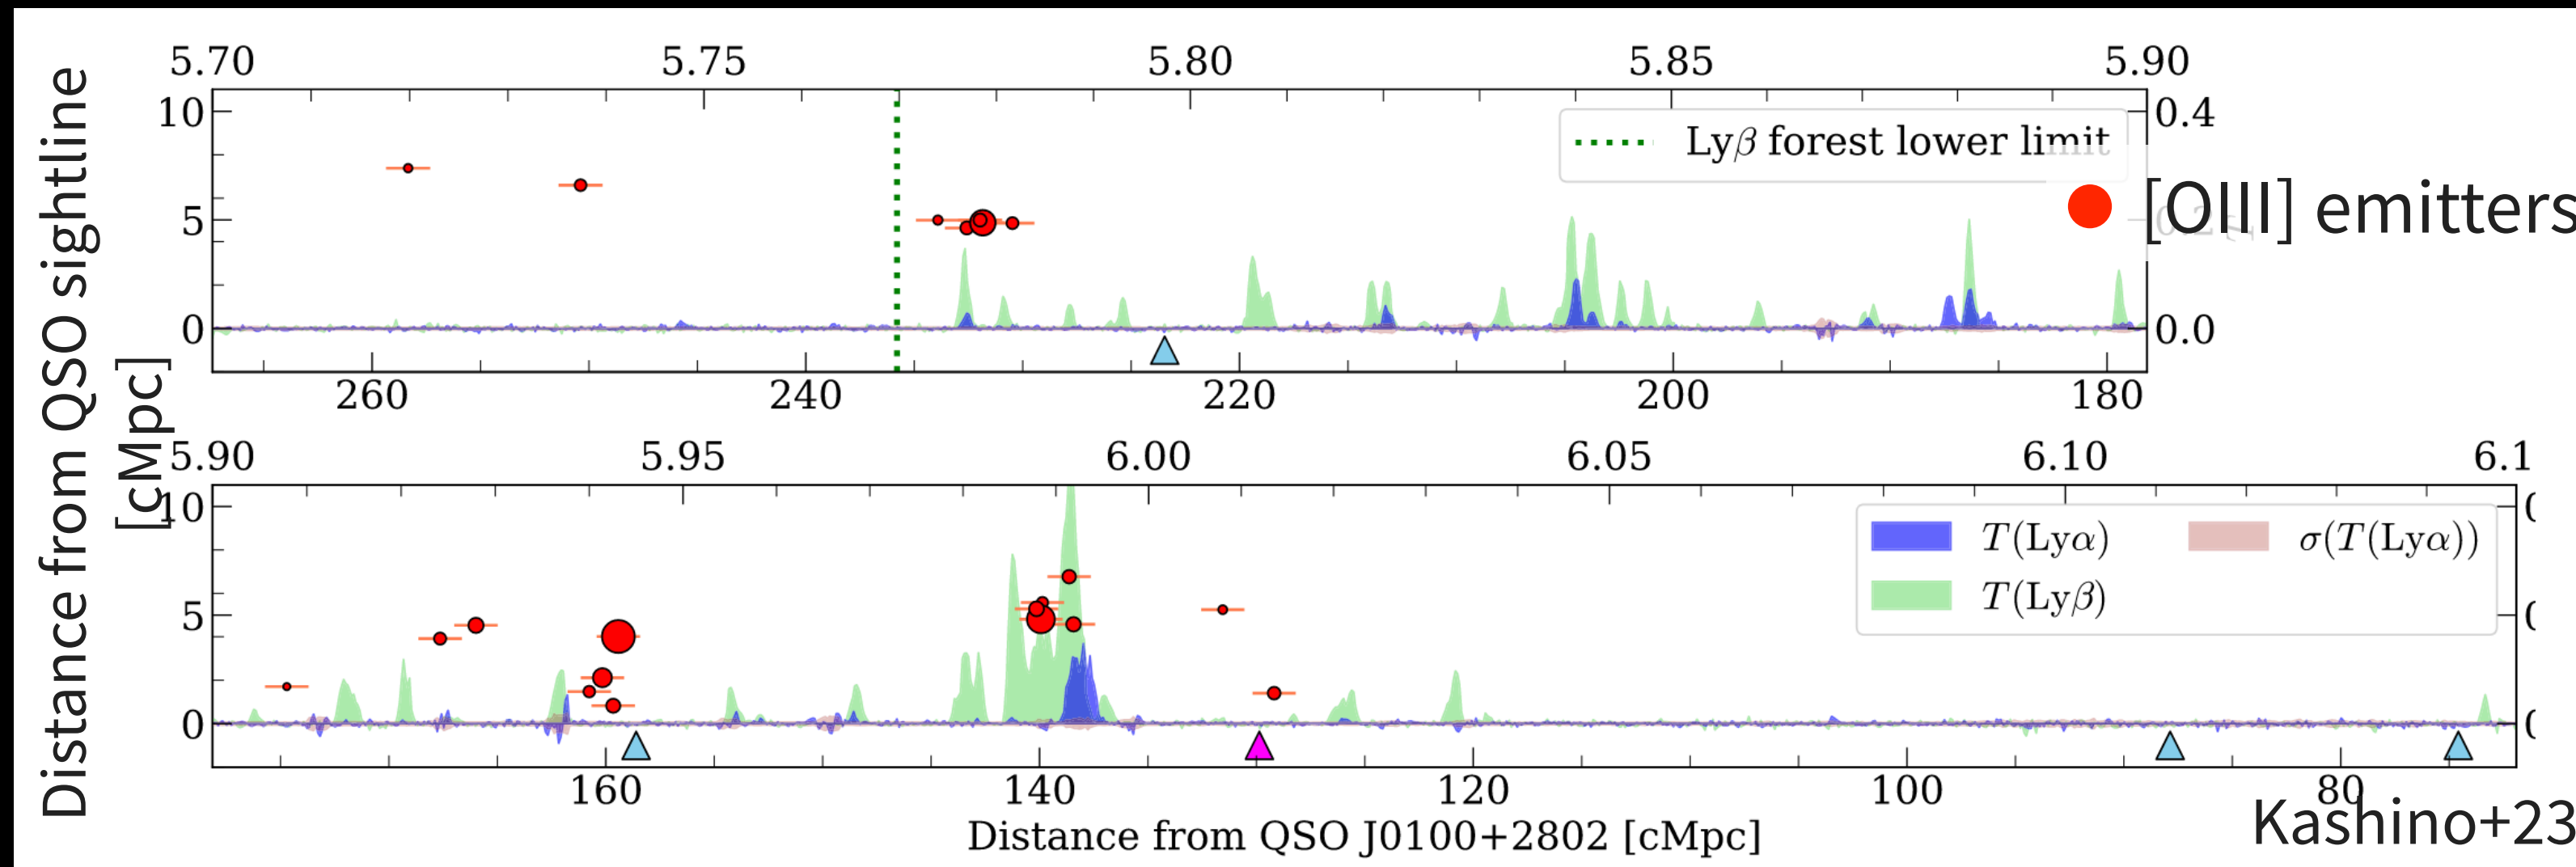 Distance from QSO sightline
[cMpc]
5.70 5.75 5.80 5.85 5.90
10 0.4
Lyβ forest lower limit
[OIII] emitters
5 0.2
0 0.0
260 240 220 200 180
5.90 5.95 6.00 6.05 6.10 6.1
10
T(Lyα) σ(T(Lyα))
T(Lyβ)
5
0
160 140 120 100 80
Distance from QSO J0100+2802 [cMpc]
Kashino+23